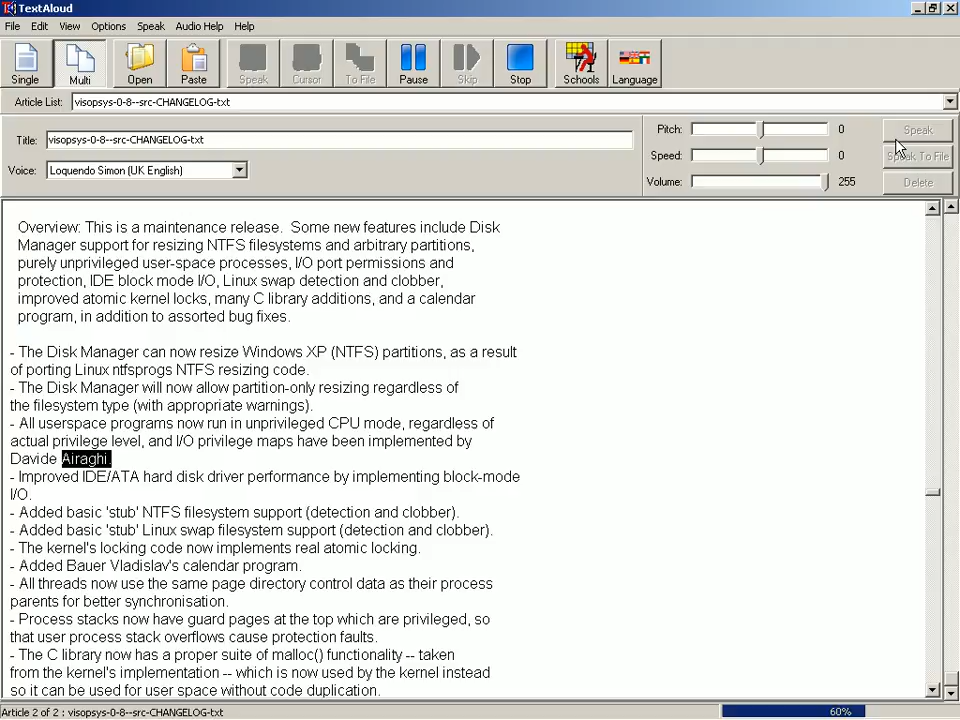 TextAloud
File Edit View Options Speak Audio Help Help
Single Multi Open Paste Speak Cursor To File Pause Skip Stop Schools Language
Article List: visopsys-0-8--src-CHANGELOG-txt
Title: visopsys-0-8--src-CHANGELOG-txt
Voice: Loquendo Simon (UK English)
Pitch: 0 Speak
Speed: 0 Speak To File
Volume: 255 Delete
Overview: This is a maintenance release. Some new features include Disk
Manager support for resizing NTFS filesystems and arbitrary partitions,
purely unprivileged user-space processes, I/O port permissions and
protection, IDE block mode I/O, Linux swap detection and clobber,
improved atomic kernel locks, many C library additions, and a calendar
program, in addition to assorted bug fixes.
- The Disk Manager can now resize Windows XP (NTFS) partitions, as a result
of porting Linux ntfsprogs NTFS resizing code.
- The Disk Manager will now allow partition-only resizing regardless of
the filesystem type (with appropriate warnings).
- All userspace programs now run in unprivileged CPU mode, regardless of
actual privilege level, and I/O privilege maps have been implemented by
Davide Airaghi.
- Improved IDE/ATA hard disk driver performance by implementing block-mode
I/O.
- Added basic 'stub' NTFS filesystem support (detection and clobber).
- Added basic 'stub' Linux swap filesystem support (detection and clobber).
- The kernel's locking code now implements real atomic locking.
- Added Bauer Vladislav's calendar program.
- All threads now use the same page directory control data as their process
parents for better synchronisation.
- Process stacks now have guard pages at the top which are privileged, so
that user process stack overflows cause protection faults.
- The C library now has a proper suite of malloc() functionality -- taken
from the kernel's implementation -- which is now used by the kernel instead
so it can be used for user space without code duplication.
Article 2 of 2 : visopsys-0-8--src-CHANGELOG-txt 60%